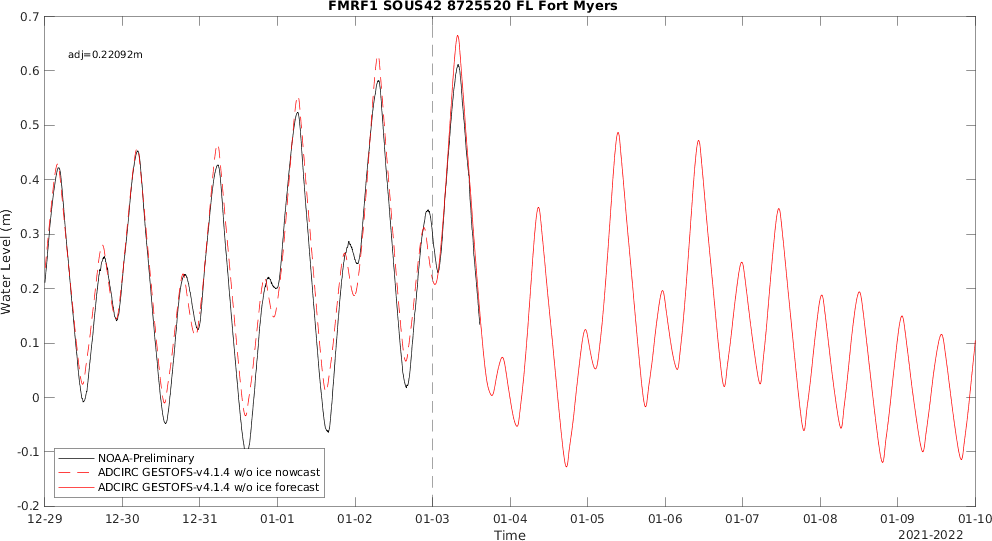 FMRF1 SOUS42 8725520 FL Fort Myers
0.7
adj=0.22092m
0.6
0.5
0.4
0.3
Water Level (m)
0.2
0.1
0
-0.1
NOAA-Preliminary
ADCIRC GESTOFS-v4.1.4 w/o ice nowcast
ADCIRC GESTOFS-v4.1.4 w/o ice forecast
-0.2
12-29 12-30 12-31 01-01 01-02 01-03 01-04 01-05 01-06 01-07 01-08 01-09 01-10
Time
2021-2022